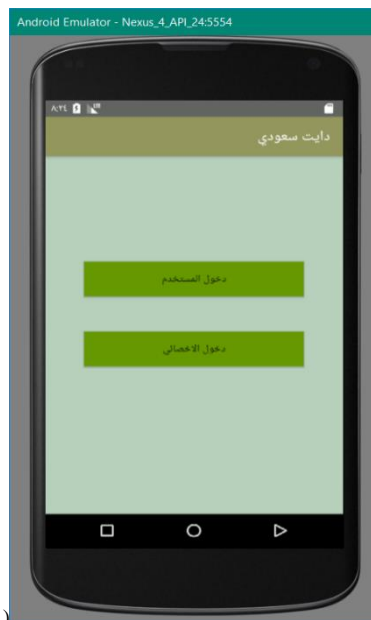 Android Emulator - Nexus_4_API_24:5554
٨:٢٤
دايت سعودي
دخول المستخدم
دخول الاخصائي
)